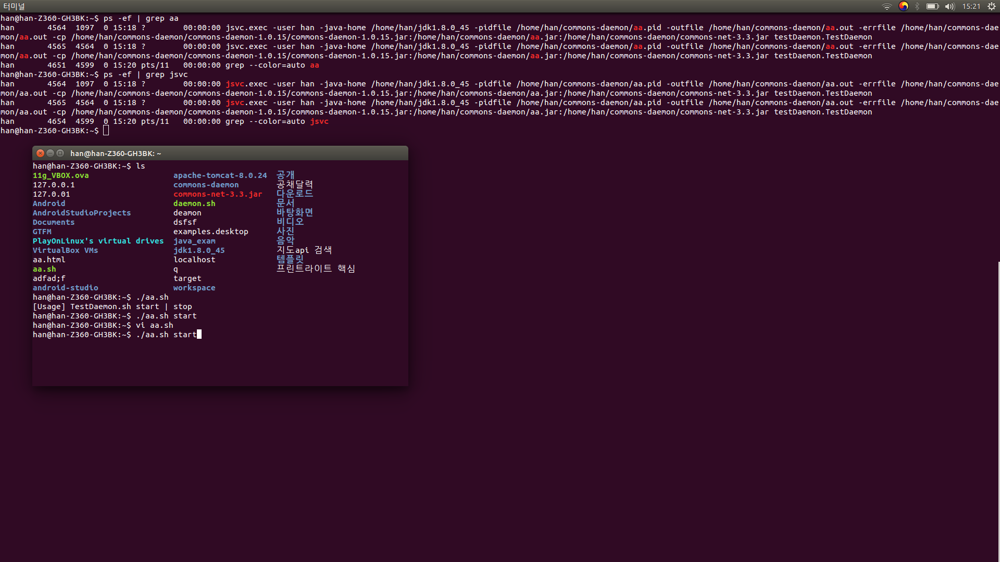 터미널 15:21
han@han-Z360-GH3BK:~$ ps -ef | grep aa
han       4564  1097  0 15:18 ?        00:00:00 jsvc.exec -user han -java-home /home/han/jdk1.8.0_45 -pidfile /home/han/commons-daemon/aa.pid -outfile /home/han/commons-daemon/aa.out -errfile /home/han/commons-dae
mon/aa.out -cp /home/han/commons-daemon/commons-daemon-1.0.15/commons-daemon-1.0.15.jar:/home/han/commons-daemon/aa.jar:/home/han/commons-daemon/commons-net-3.3.jar testDaemon.TestDaemon
han       4565  4564  0 15:18 ?        00:00:00 jsvc.exec -user han -java-home /home/han/jdk1.8.0_45 -pidfile /home/han/commons-daemon/aa.pid -outfile /home/han/commons-daemon/aa.out -errfile /home/han/commons-dae
mon/aa.out -cp /home/han/commons-daemon/commons-daemon-1.0.15/commons-daemon-1.0.15.jar:/home/han/commons-daemon/aa.jar:/home/han/commons-daemon/commons-net-3.3.jar testDaemon.TestDaemon
han       4651  4599  0 15:20 pts/11   00:00:00 grep --color=auto aa
han@han-Z360-GH3BK:~$ ps -ef | grep jsvc
han       4564  1097  0 15:18 ?        00:00:00 jsvc.exec -user han -java-home /home/han/jdk1.8.0_45 -pidfile /home/han/commons-daemon/aa.pid -outfile /home/han/commons-daemon/aa.out -errfile /home/han/commons-dae
mon/aa.out -cp /home/han/commons-daemon/commons-daemon-1.0.15/commons-daemon-1.0.15.jar:/home/han/commons-daemon/aa.jar:/home/han/commons-daemon/commons-net-3.3.jar testDaemon.TestDaemon
han       4565  4564  0 15:18 ?        00:00:00 jsvc.exec -user han -java-home /home/han/jdk1.8.0_45 -pidfile /home/han/commons-daemon/aa.pid -outfile /home/han/commons-daemon/aa.out -errfile /home/han/commons-dae
mon/aa.out -cp /home/han/commons-daemon/commons-daemon-1.0.15/commons-daemon-1.0.15.jar:/home/han/commons-daemon/aa.jar:/home/han/commons-daemon/commons-net-3.3.jar testDaemon.TestDaemon
han       4654  4599  0 15:20 pts/11   00:00:00 grep --color=auto jsvc
han@han-Z360-GH3BK:~$
han@han-Z360-GH3BK: ~
han@han-Z360-GH3BK:~$ ls
11g_VBOX.ova                  apache-tomcat-8.0.24  공개
127.0.0.1                     commons-daemon        공채달력
127.0.01                      commons-net-3.3.jar   다운로드
Android                       daemon.sh             문서
AndroidStudioProjects         deamon                바탕화면
Documents                     dsfsf                 비디오
GTFM                          examples.desktop      사진
PlayOnLinux's virtual drives  java_exam             음악
VirtualBox VMs                jdk1.8.0_45           지도api 검색
aa.html                       localhost             템플릿
aa.sh                         q                     프린트라이트 핵심
adfad;f                       target
android-studio                workspace
han@han-Z360-GH3BK:~$ ./aa.sh
[Usage] TestDaemon.sh start | stop
han@han-Z360-GH3BK:~$ ./aa.sh start
han@han-Z360-GH3BK:~$ vi aa.sh
han@han-Z360-GH3BK:~$ ./aa.sh start